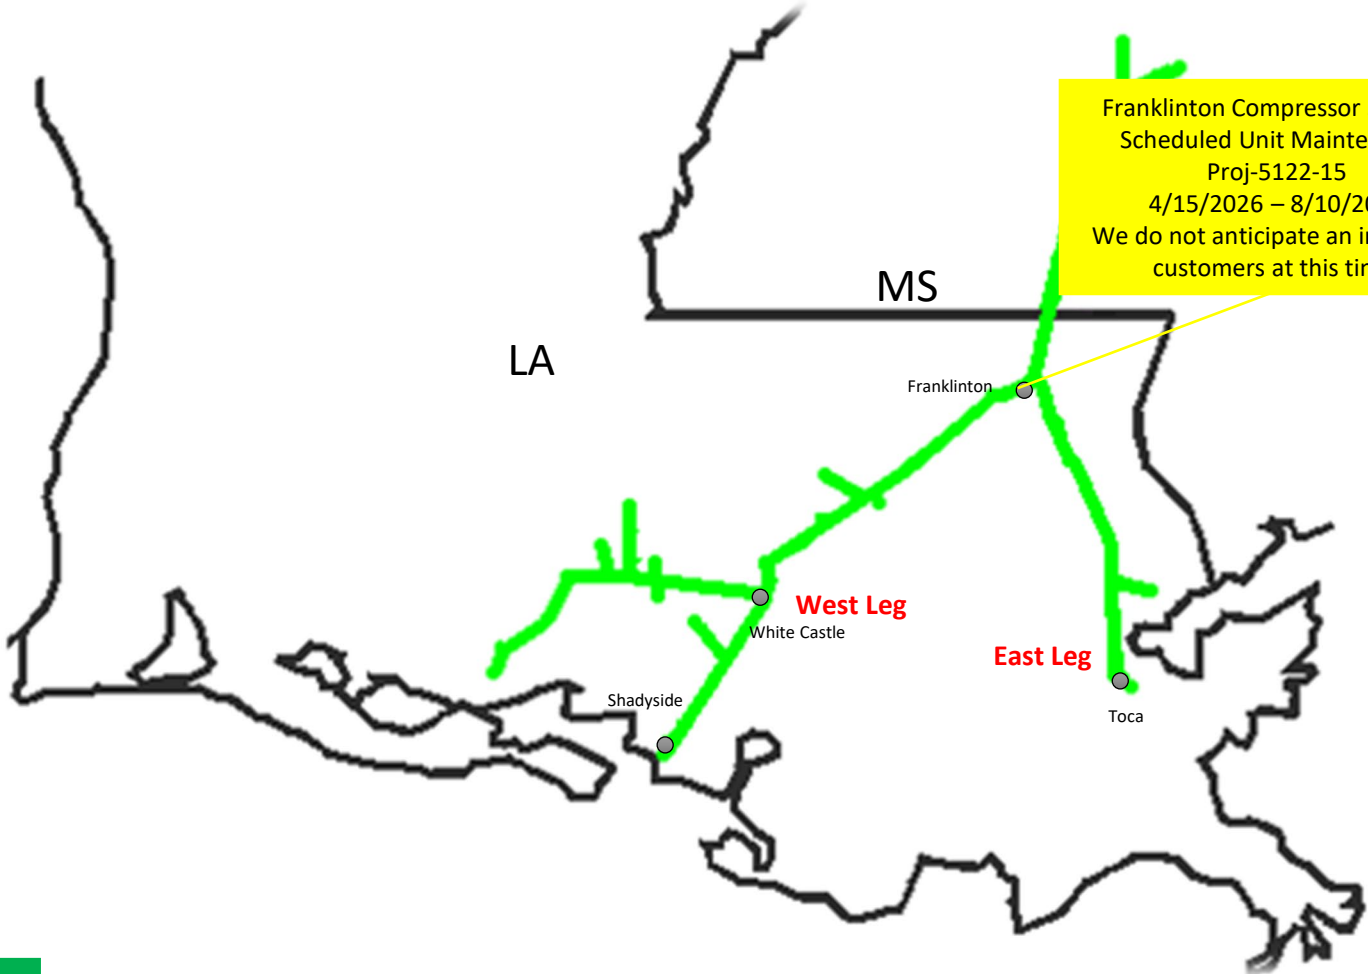 Franklinton Compressor
Scheduled Unit Mainte
Proj-5122-15
4/15/2026 – 8/10/20
We do not anticipate an i
customers at this ti
MS
LA
Franklinton
West Leg
White Castle
East Leg
Shadyside
Toca